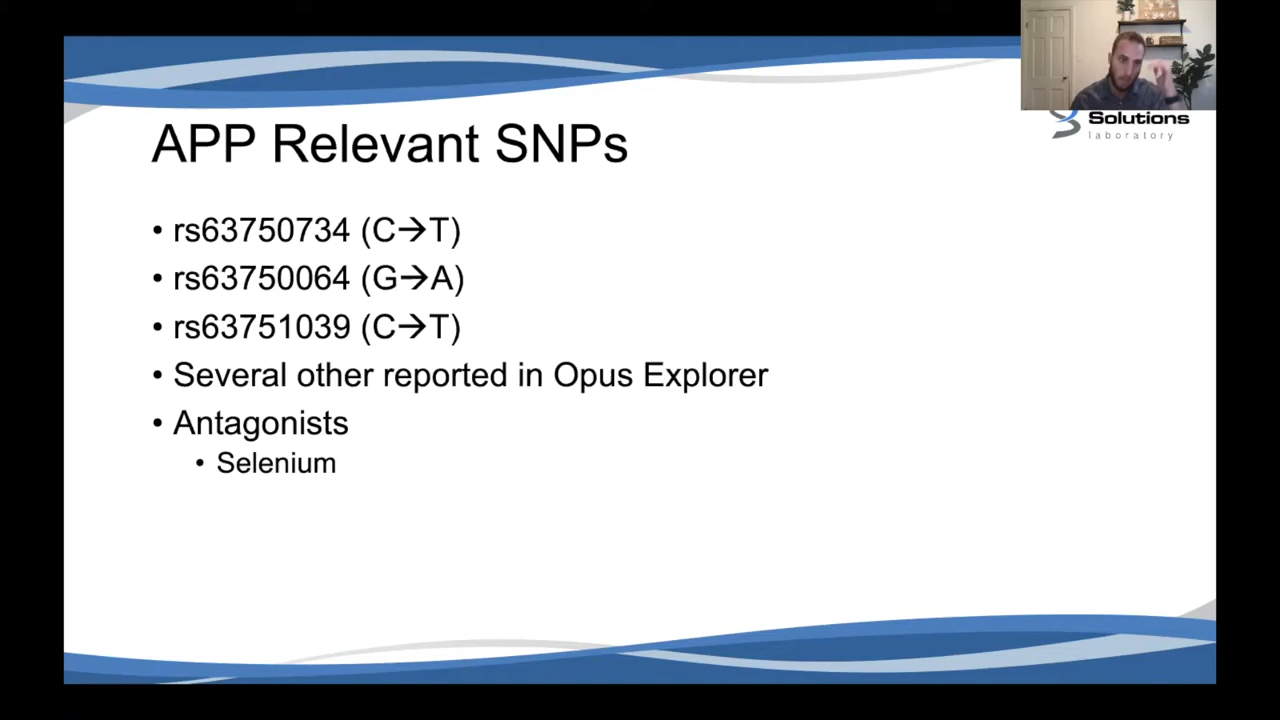 APP Relevant SNPs
Solutions
laboratory
• rs63750734 (C→T)
• rs63750064 (G→A)
• rs63751039 (C→T)
• Several other reported in Opus Explorer
• Antagonists
• Selenium